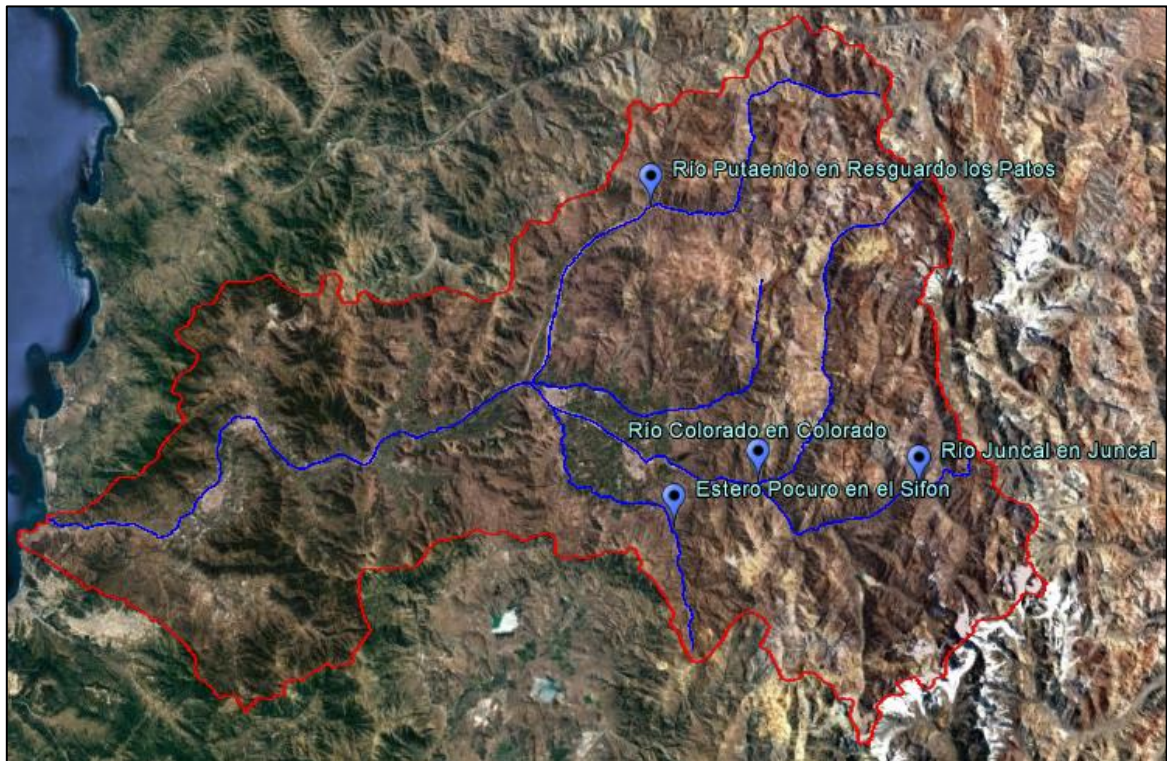 Río Putaendo en Resguardo los Patos
Río Colorado en Colorado
Río Juncal en Juncal
Estero Pocuro en el Sifon